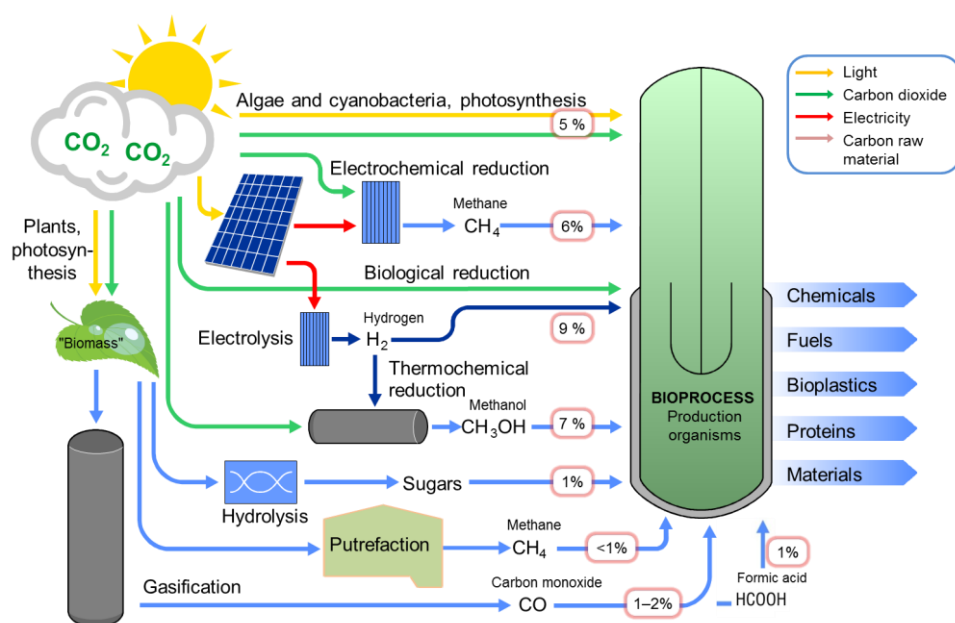 Light
Carbon dioxide
Electricity
Carbon raw
material
CO₂
CO₂
Algae and cyanobacteria, photosynthesis
5 %
Electrochemical reduction
Methane
CH₄
6%
Plants,
photosyn-
thesis
Biological reduction
"Biomass"
Electrolysis
Hydrogen
H₂
9 %
Thermochemical
reduction
Methanol
CH₃OH
7 %
Hydrolysis
Sugars
1%
Putrefaction
Methane
CH₄
<1%
Gasification
Carbon monoxide
CO
1–2%
Formic acid
HCOOH
1%
BIOPROCESS
Production
organisms
Chemicals
Fuels
Bioplastics
Proteins
Materials